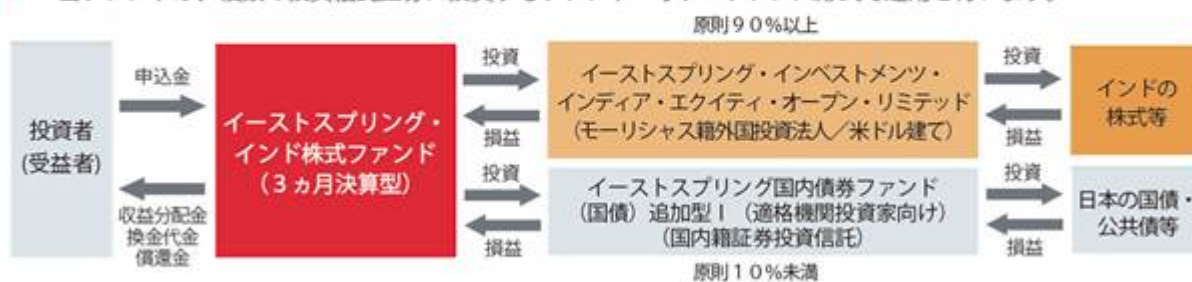 原則90%以上
投資者
(受益者)
申込金
収益分配金
換金代金
償還金
イーストスプリング・
インド株式ファンド
(3ヵ月決算型)
投資
損益
投資
損益
イーストスプリング・インベストメンツ・
インディア・エクイティ・オープン・リミテッド
(モーリシャス籍外国投資法人/米ドル建て)
イーストスプリング国内債券ファンド
(国債)追加型Ⅰ(適格機関投資家向け)
(国内籍証券投資信託)
原則10%未満
投資
損益
投資
損益
インドの
株式等
日本の国債・
公共債等